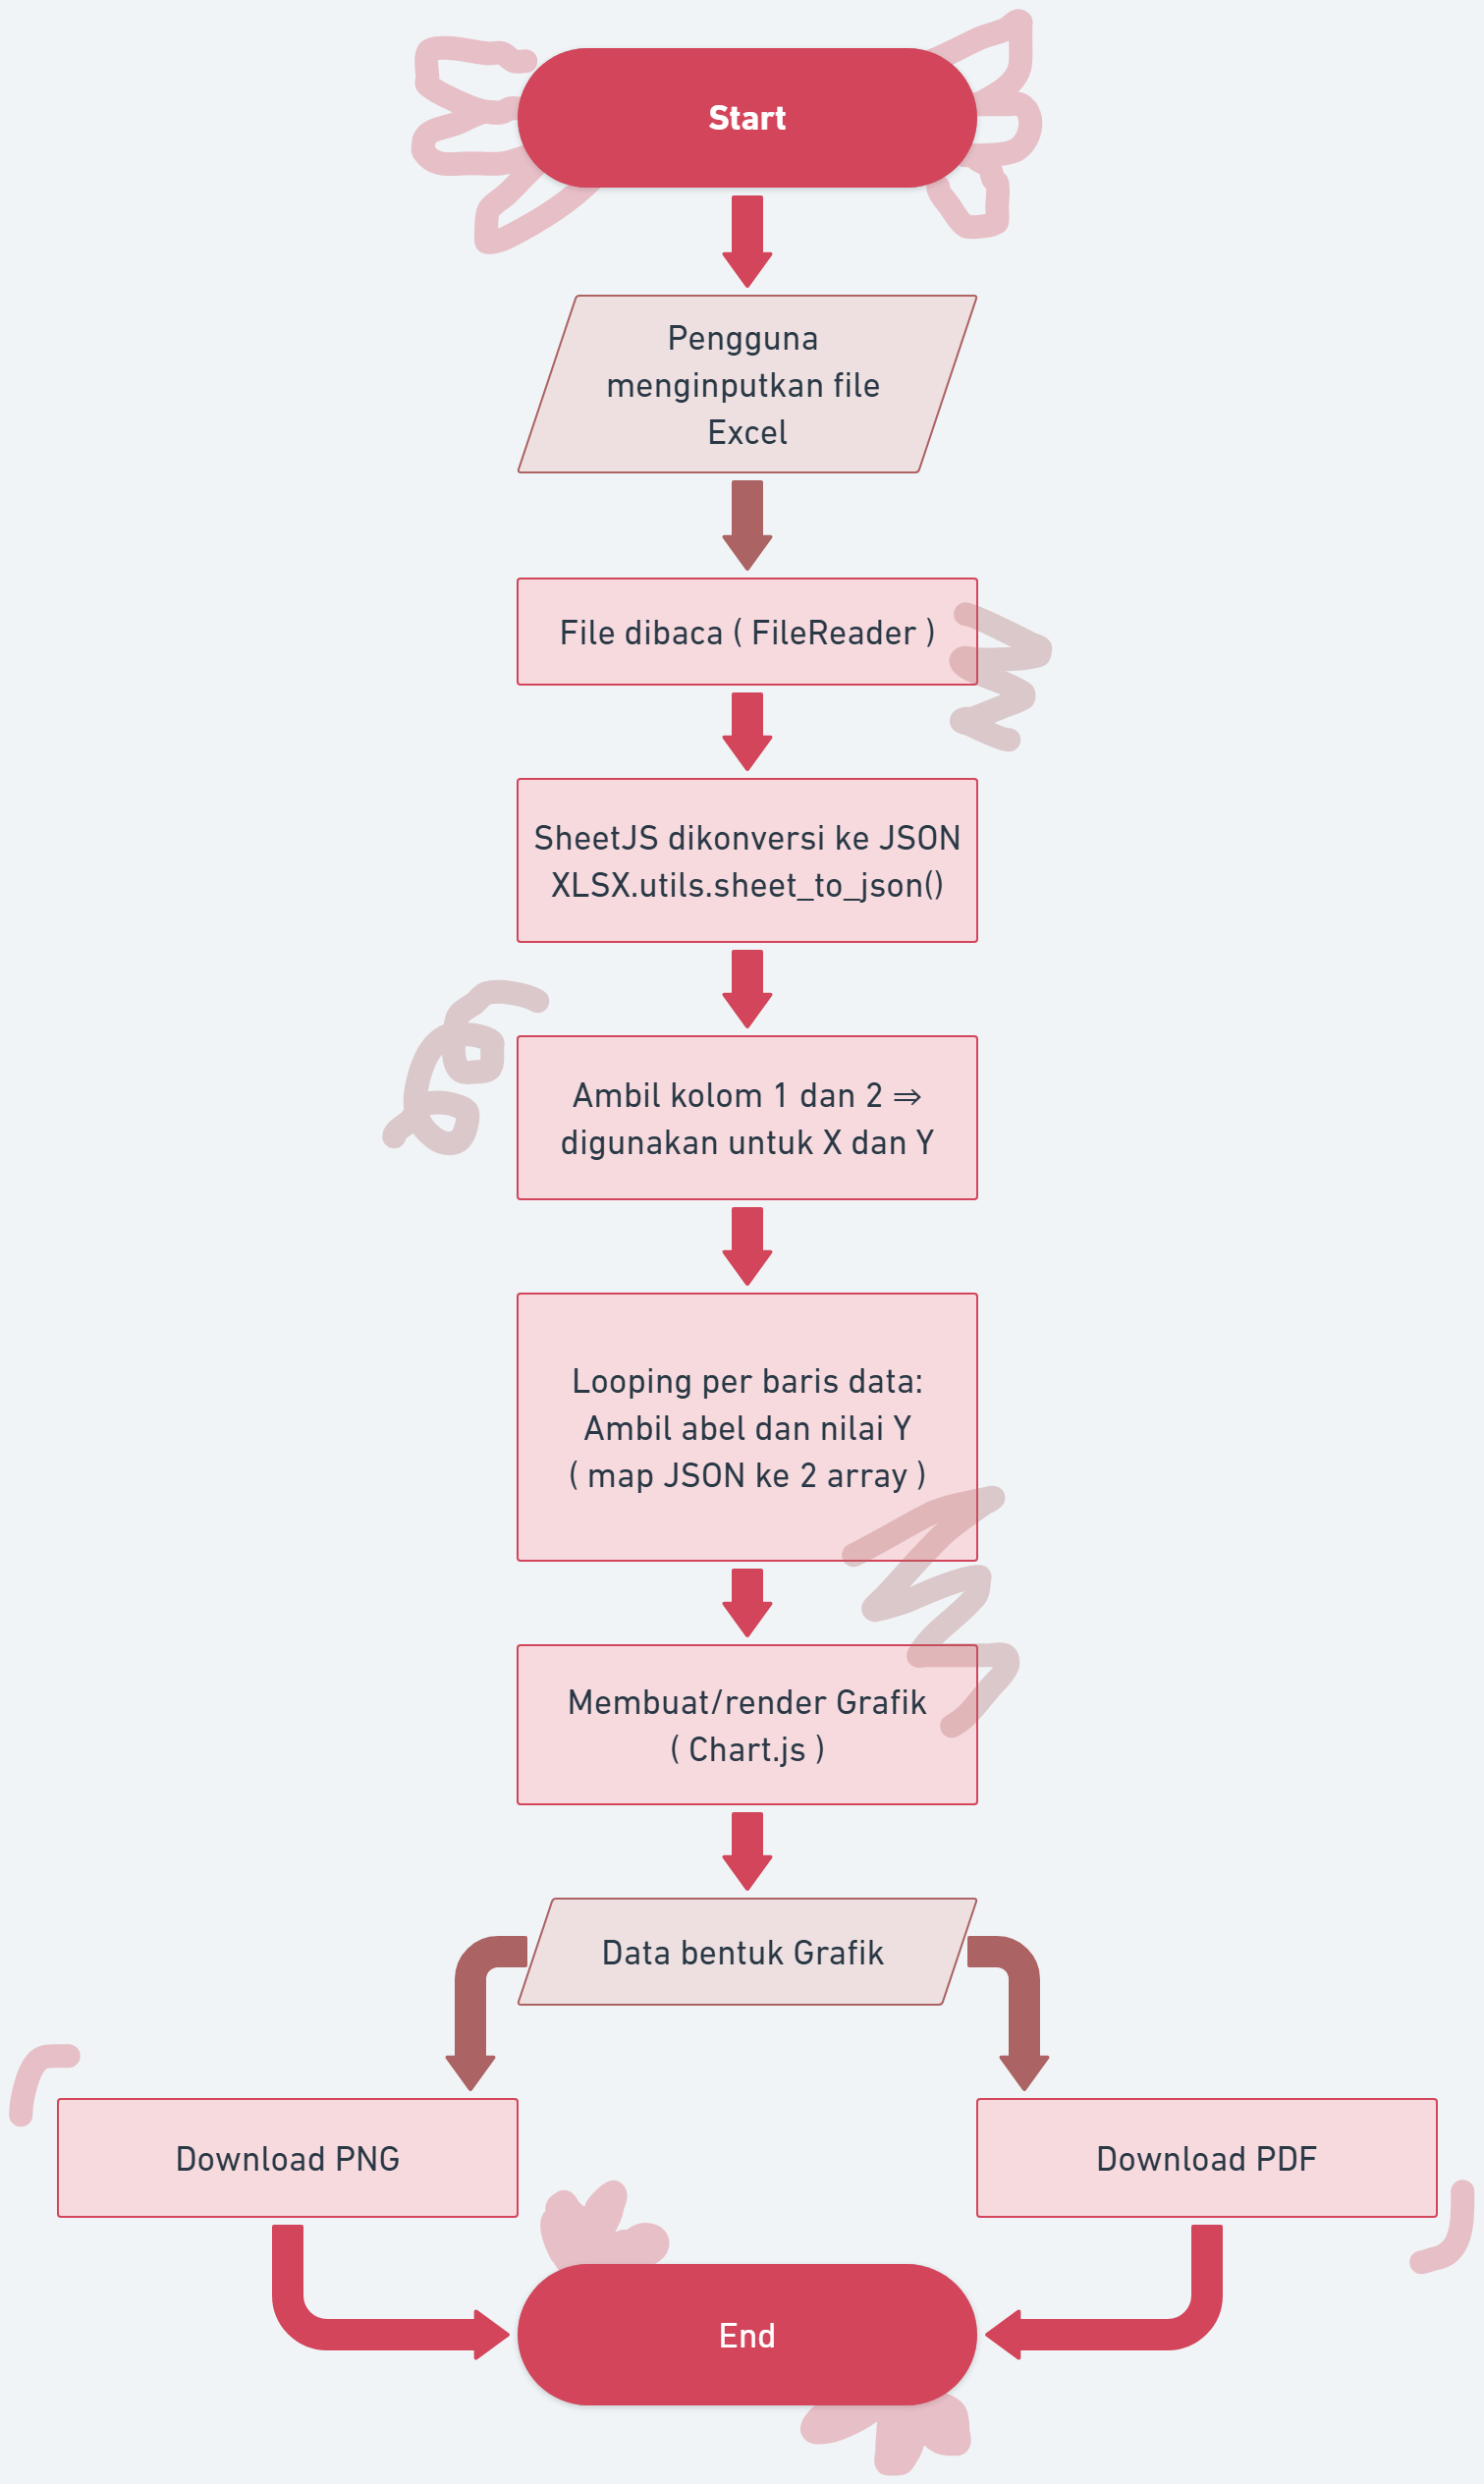 Start
Pengguna
menginputkan file
Excel
File dibaca ( FileReader )
SheetJS dikonversi ke JSON
XLSX.utils.sheet_to_json()
Ambil kolom 1 dan 2 ⇒
digunakan untuk X dan Y
Looping per baris data:
Ambil abel dan nilai Y
( map JSON ke 2 array )
Membuat/render Grafik
( Chart.js )
Data bentuk Grafik
Download PNG
Download PDF
End